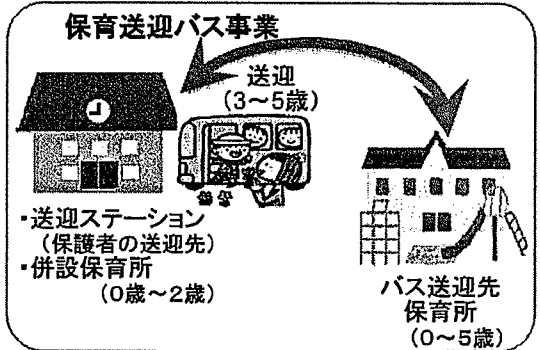 保育送迎バス事業
送迎
(3～5歳)
・送迎ステーション
(保護者の送迎先)
・併設保育所
(0歳～2歳)
バス送迎先
保育所
(0～5歳)